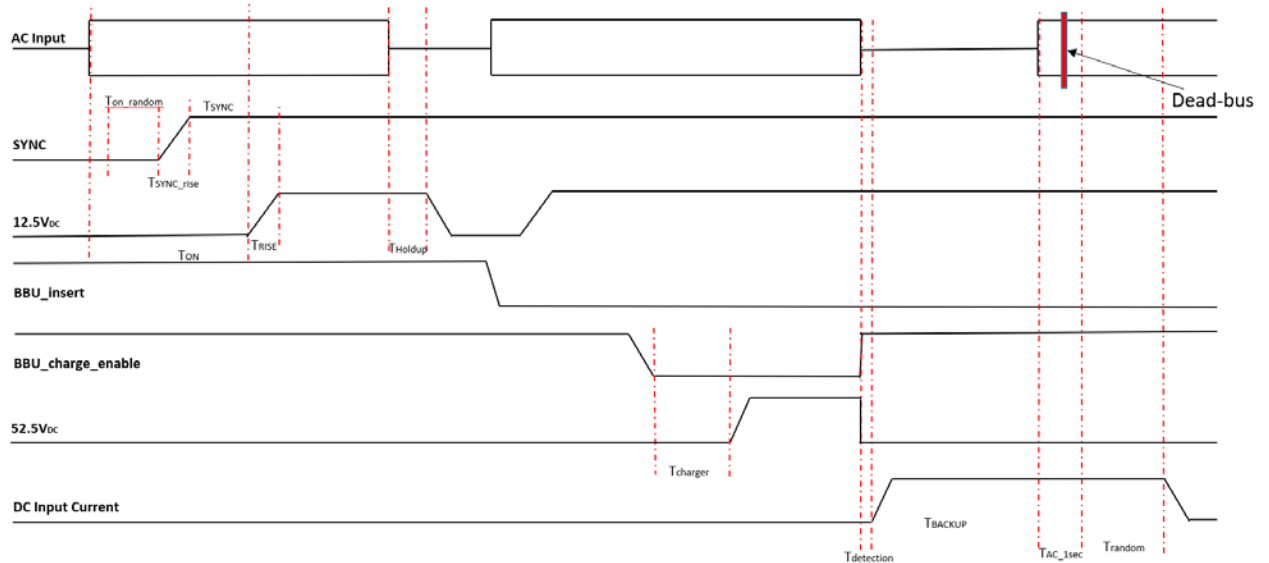 AC Input
Dead-bus
Ton_random
TSYNC
SYNC
TSYNC_rise
12.5VDC
TRISE
THoldup
TON
BBU_insert
BBU_charge_enable
52.5VDC
Tcharger
DC Input Current
TBACKUP
Tdetection
TAC_1sec
Trandom